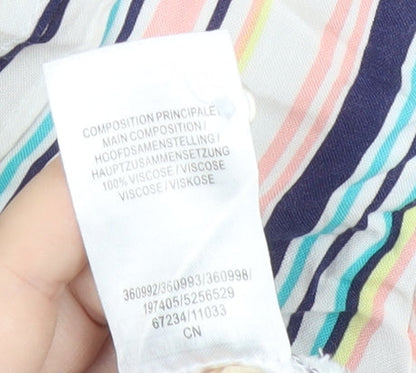 COMPOSITION PRINCIPALE/
MAIN COMPOSITION /
HOOFDSAMENSTELLING /
HAUPTZUSAMMENSETZUNG
100% VISCOSE / VISCOSE
VISCOSE / VISKOSE
360992/360993/360998/
197405/5256529
67234/11033
CN